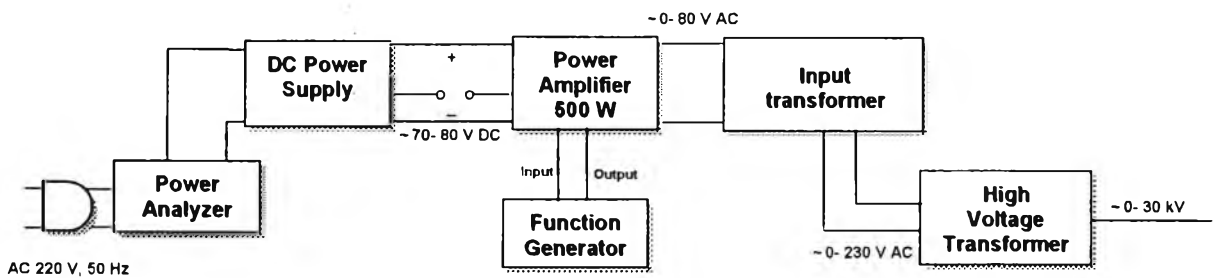 ~ 0- 80 V AC
DC Power
Supply
+
−
~ 70- 80 V DC
Power
Amplifier
500 W
Input
transformer
Input
Output
Power
Analyzer
Function
Generator
High
Voltage
Transformer
~ 0- 30 kV
~ 0- 230 V AC
AC 220 V, 50 Hz